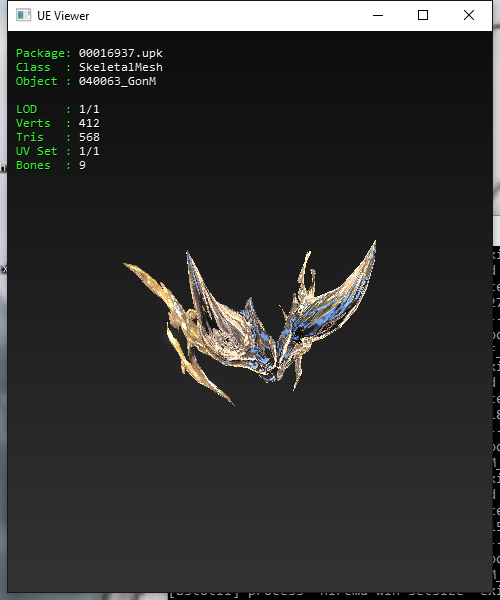 UE Viewer
Package: 00016937.upk
Class  : SkeletalMesh
Object : 040063_GonM
LOD    : 1/1
Verts  : 412
Tris   : 568
UV Set : 1/1
Bones  : 9